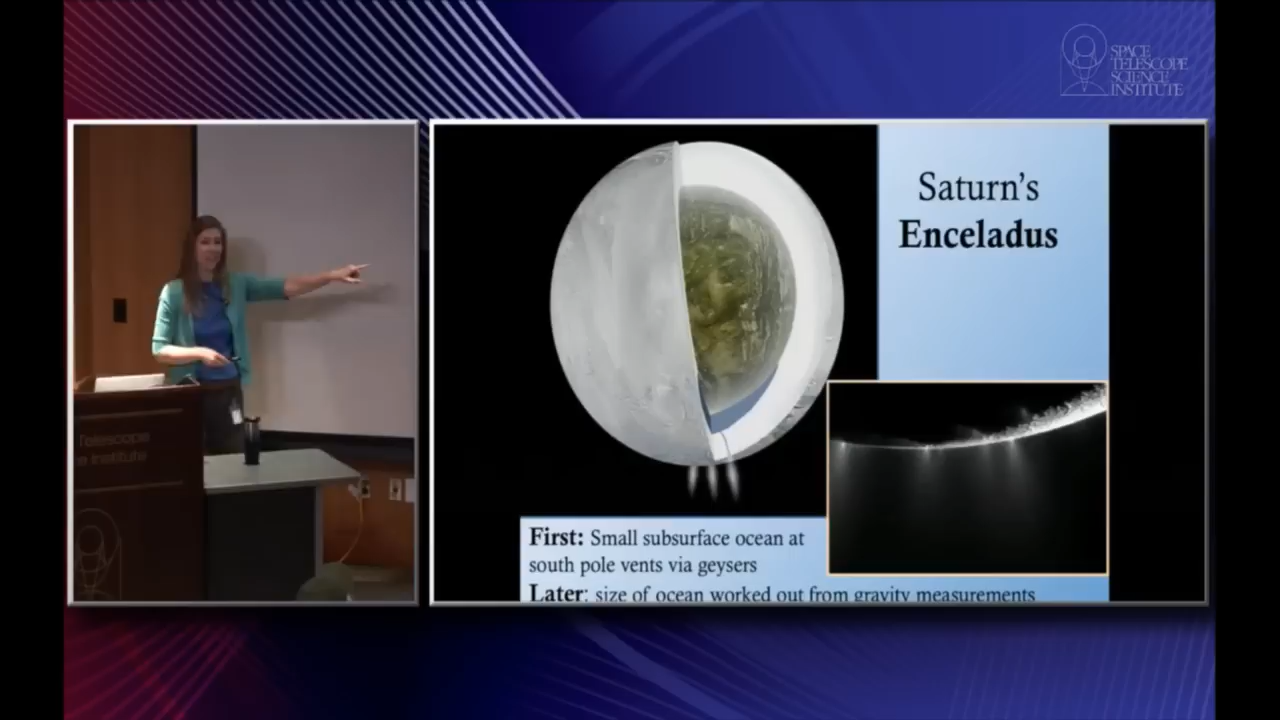 SPACE
TELESCOPE
SCIENCE
INSTITUTE
Saturn's
Enceladus
First: Small subsurface ocean at
south pole vents via geysers
Later: size of ocean worked out from gravity measurements
Telescope
Institute